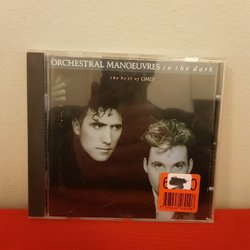 ORCHESTRAL MANOEUVRES in the dark
the best of OMD